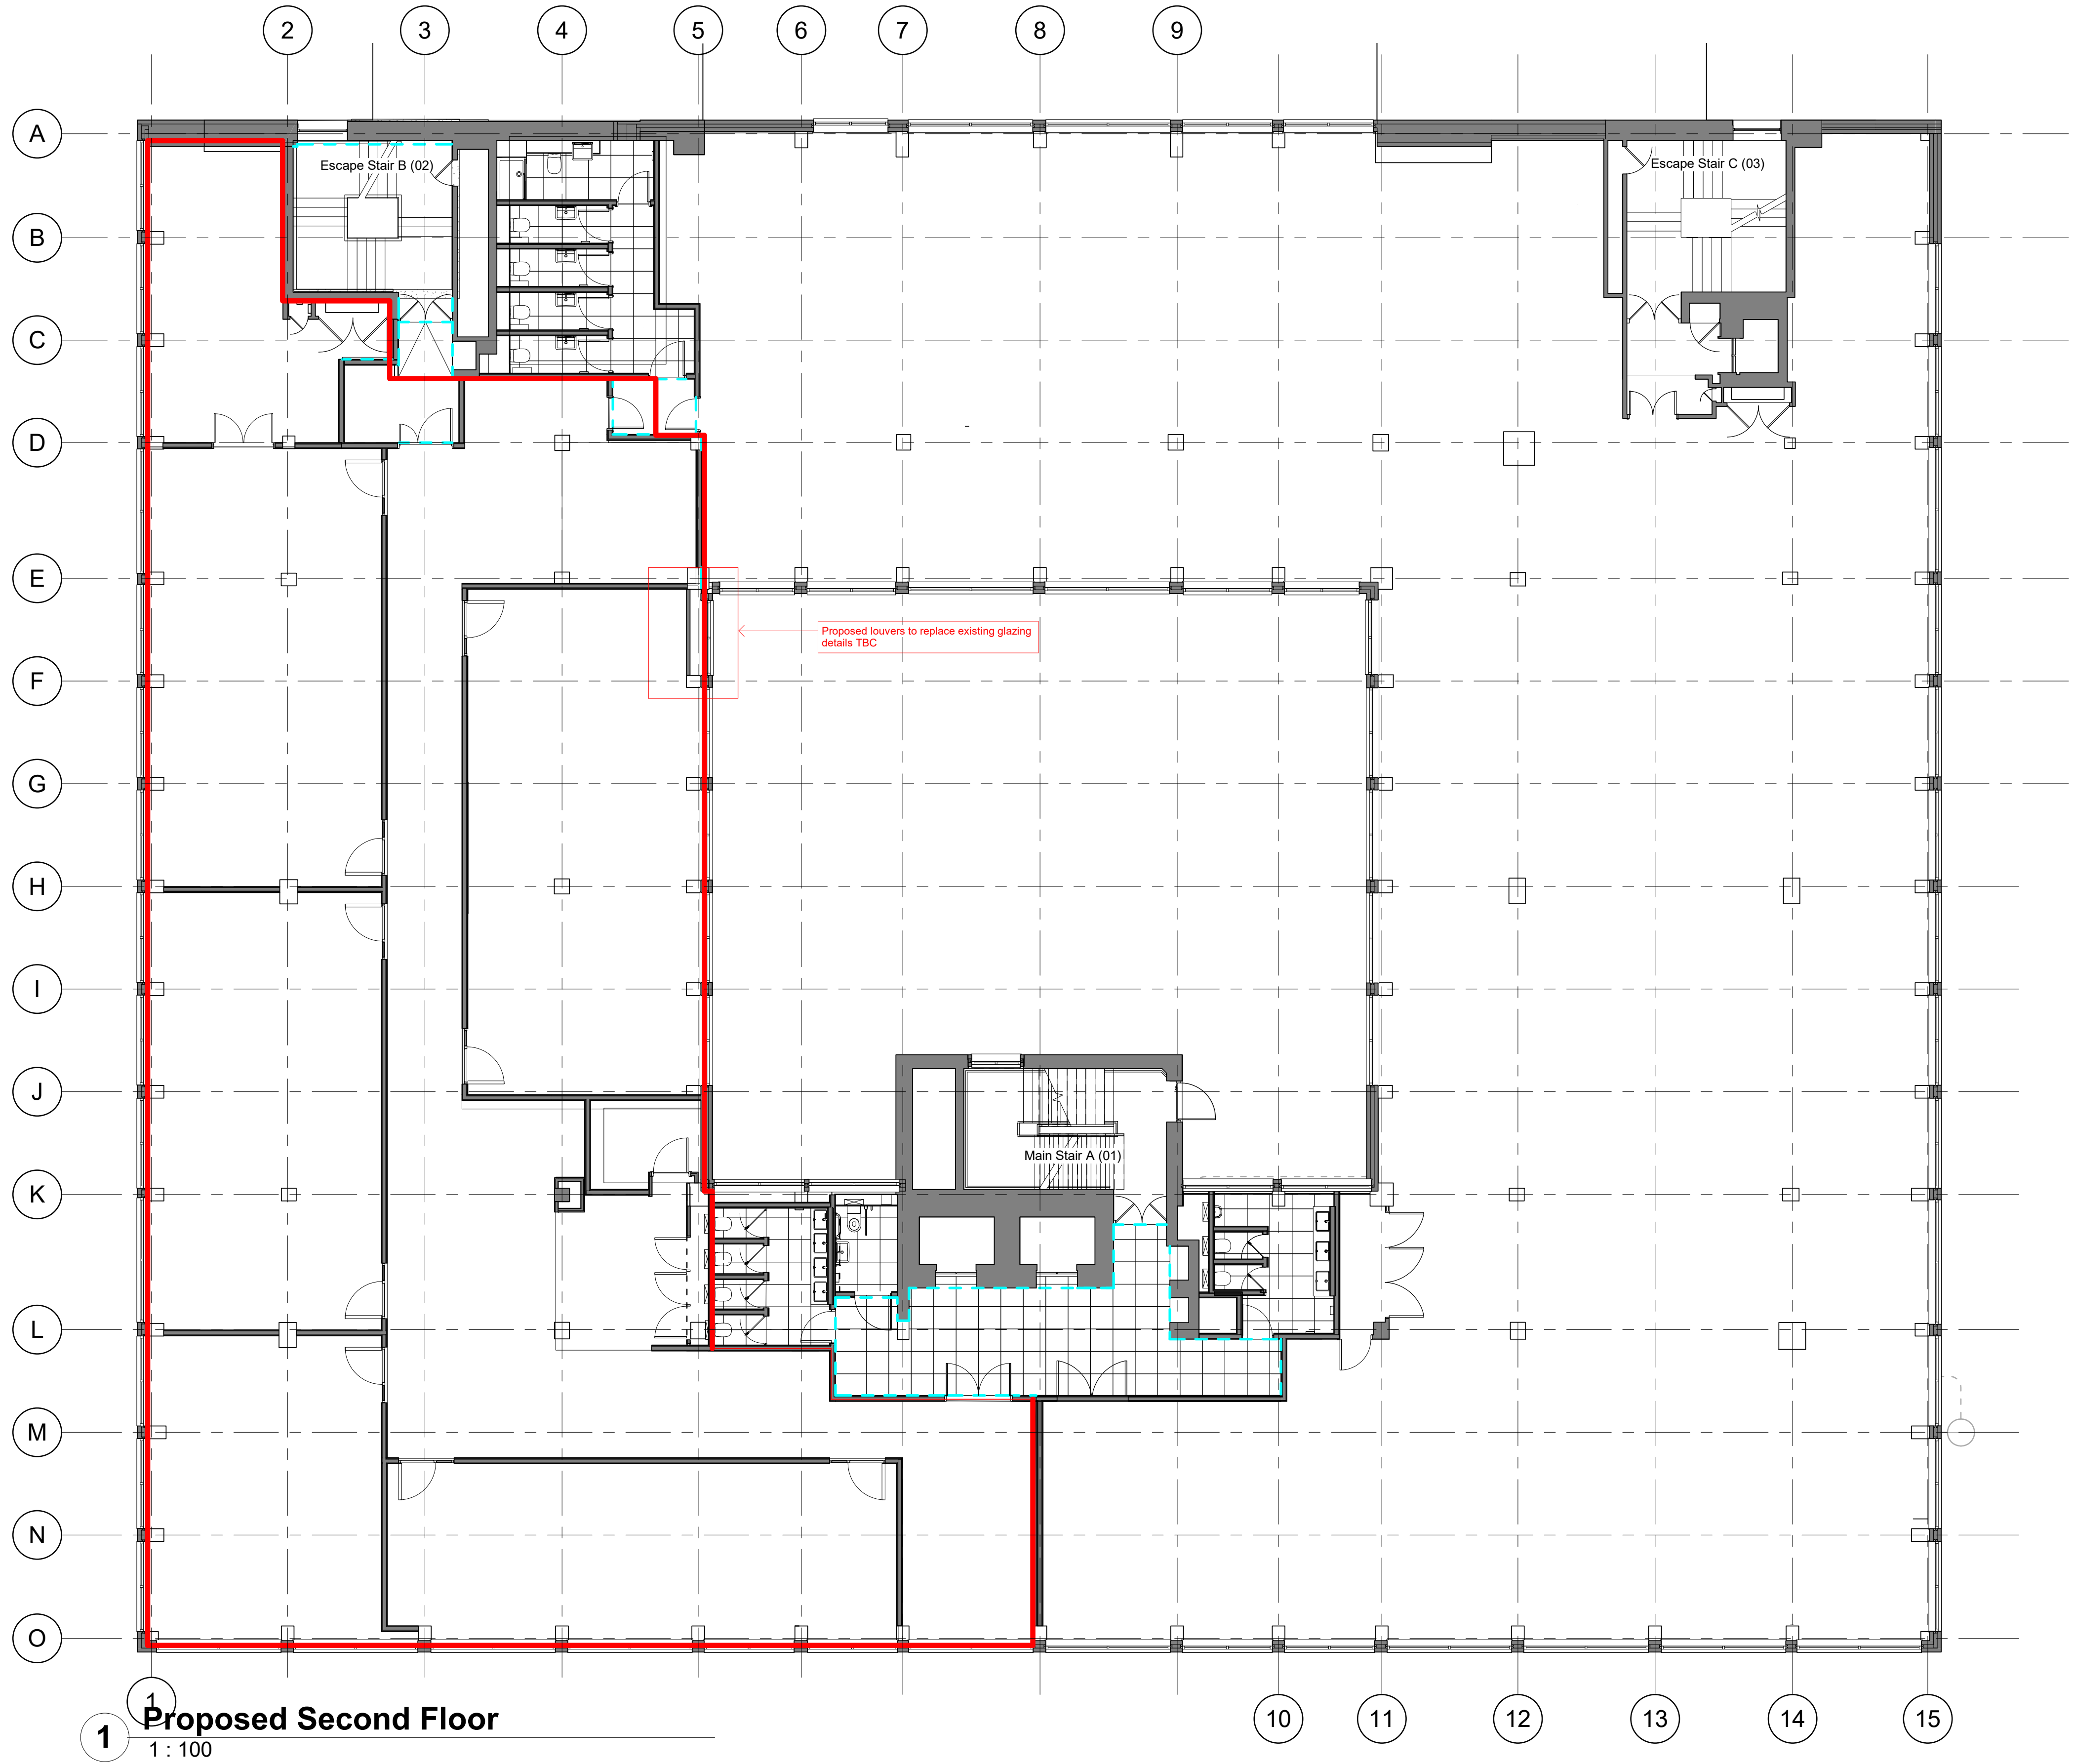 2
3
4
5
6
7
8
9
A
Escape Stair B (02)
Escape Stair C (03)
B
C
D
E
Proposed louvers to replace existing glazing
details TBC
F
G
H
I
J
Main Stair A (01)
K
L
M
N
O
1
10
11
12
13
14
15
1
Proposed Second Floor
1 : 100